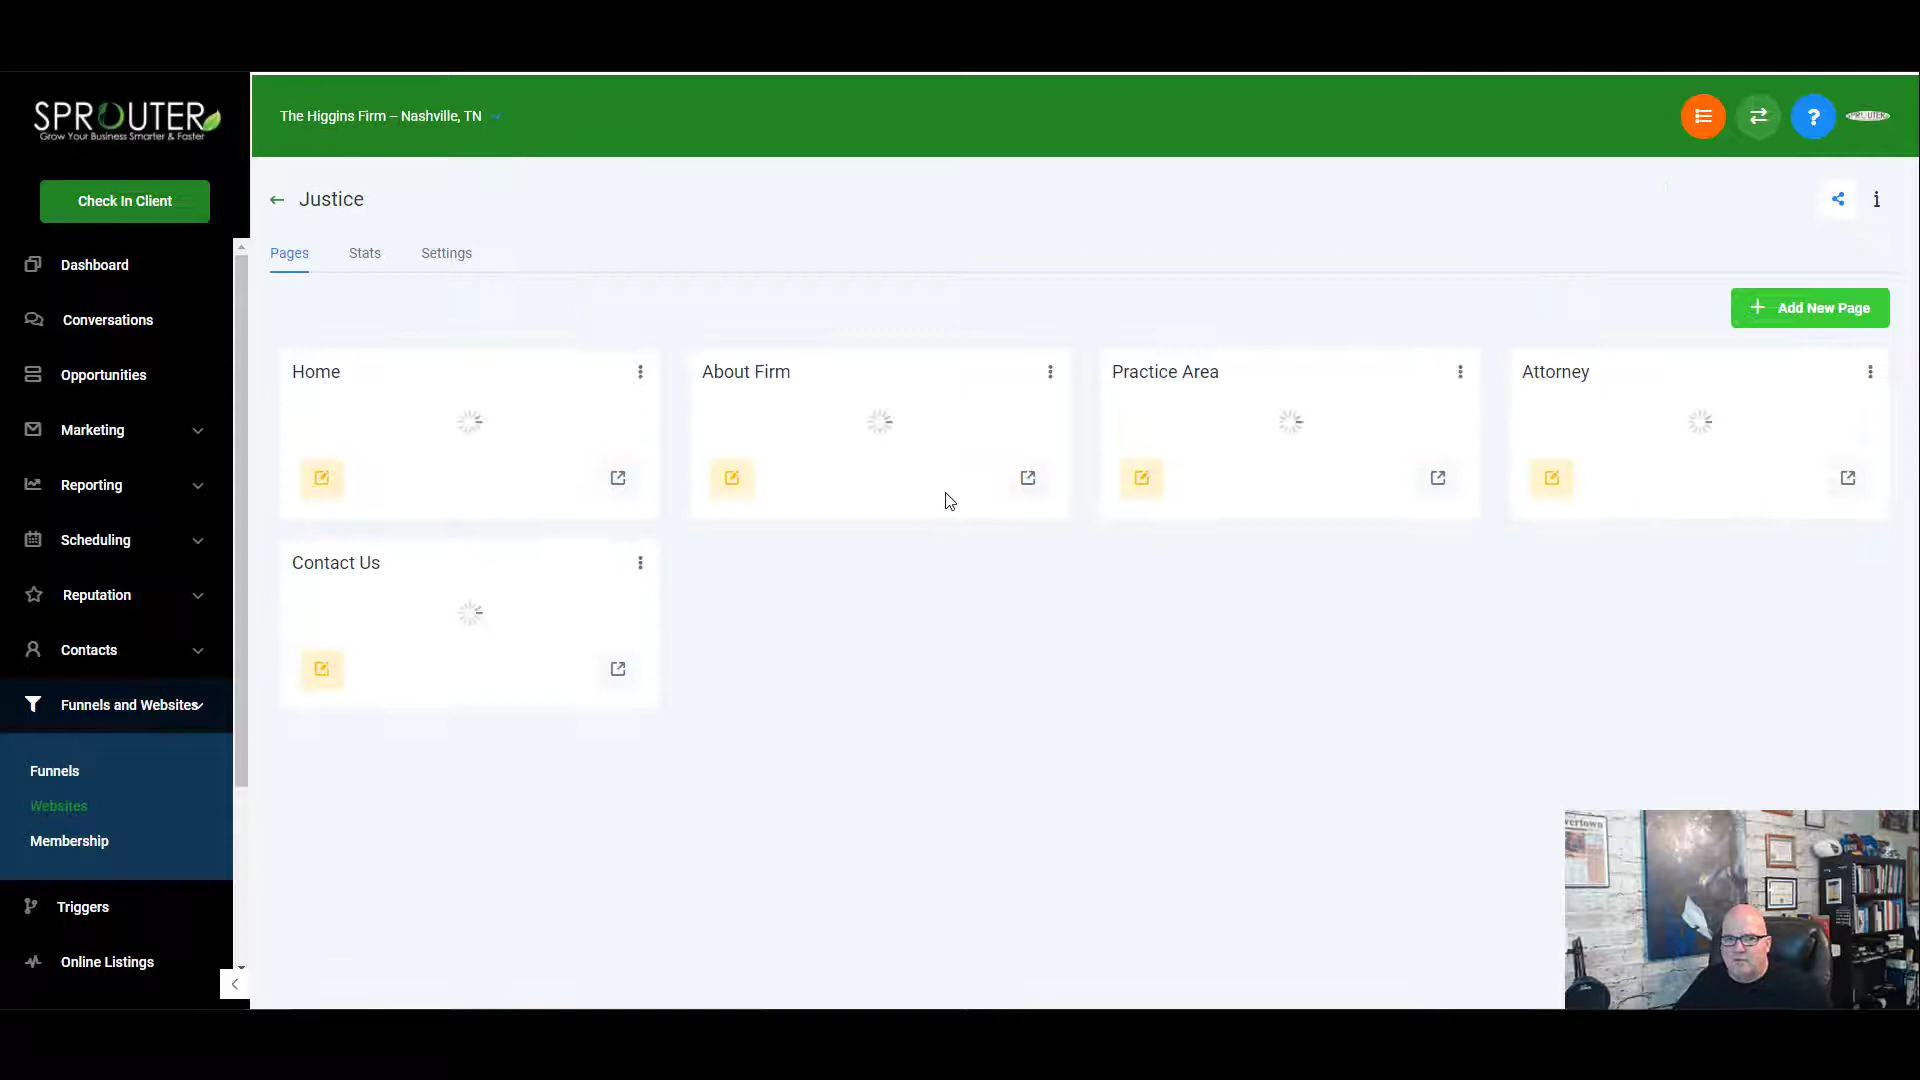 SPROUTER
Grow Your Business Smarter & Faster
The Higgins Firm – Nashville, TN
?
SPROUTER
Check In Client
Justice
i
Pages
Stats
Settings
Dashboard
+ Add New Page
Conversations
Home
About Firm
Practice Area
Attorney
Opportunities
Marketing
Reporting
Scheduling
Contact Us
Reputation
Contacts
Funnels and Websites
Funnels
Websites
Membership
Triggers
Online Listings